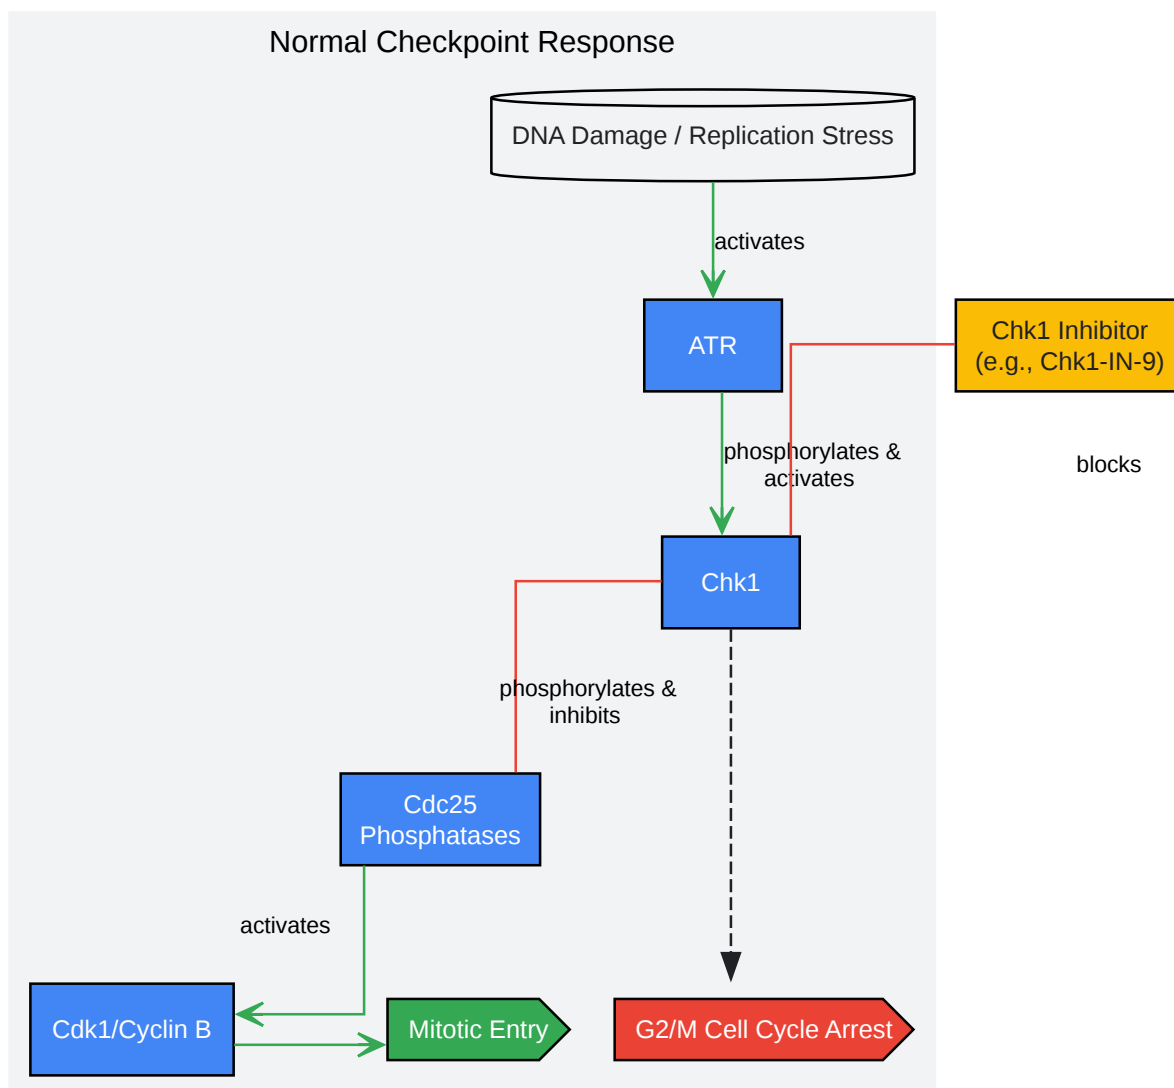 Normal Checkpoint Response
DNA Damage / Replication Stress
activates
ATR
Chk1 Inhibitor
(e.g., Chk1-IN-9)
phosphorylates &
activates
blocks
Chk1
phosphorylates &
inhibits
Cdc25
Phosphatases
activates
Cdk1/Cyclin B
Mitotic Entry
G2/M Cell Cycle Arrest